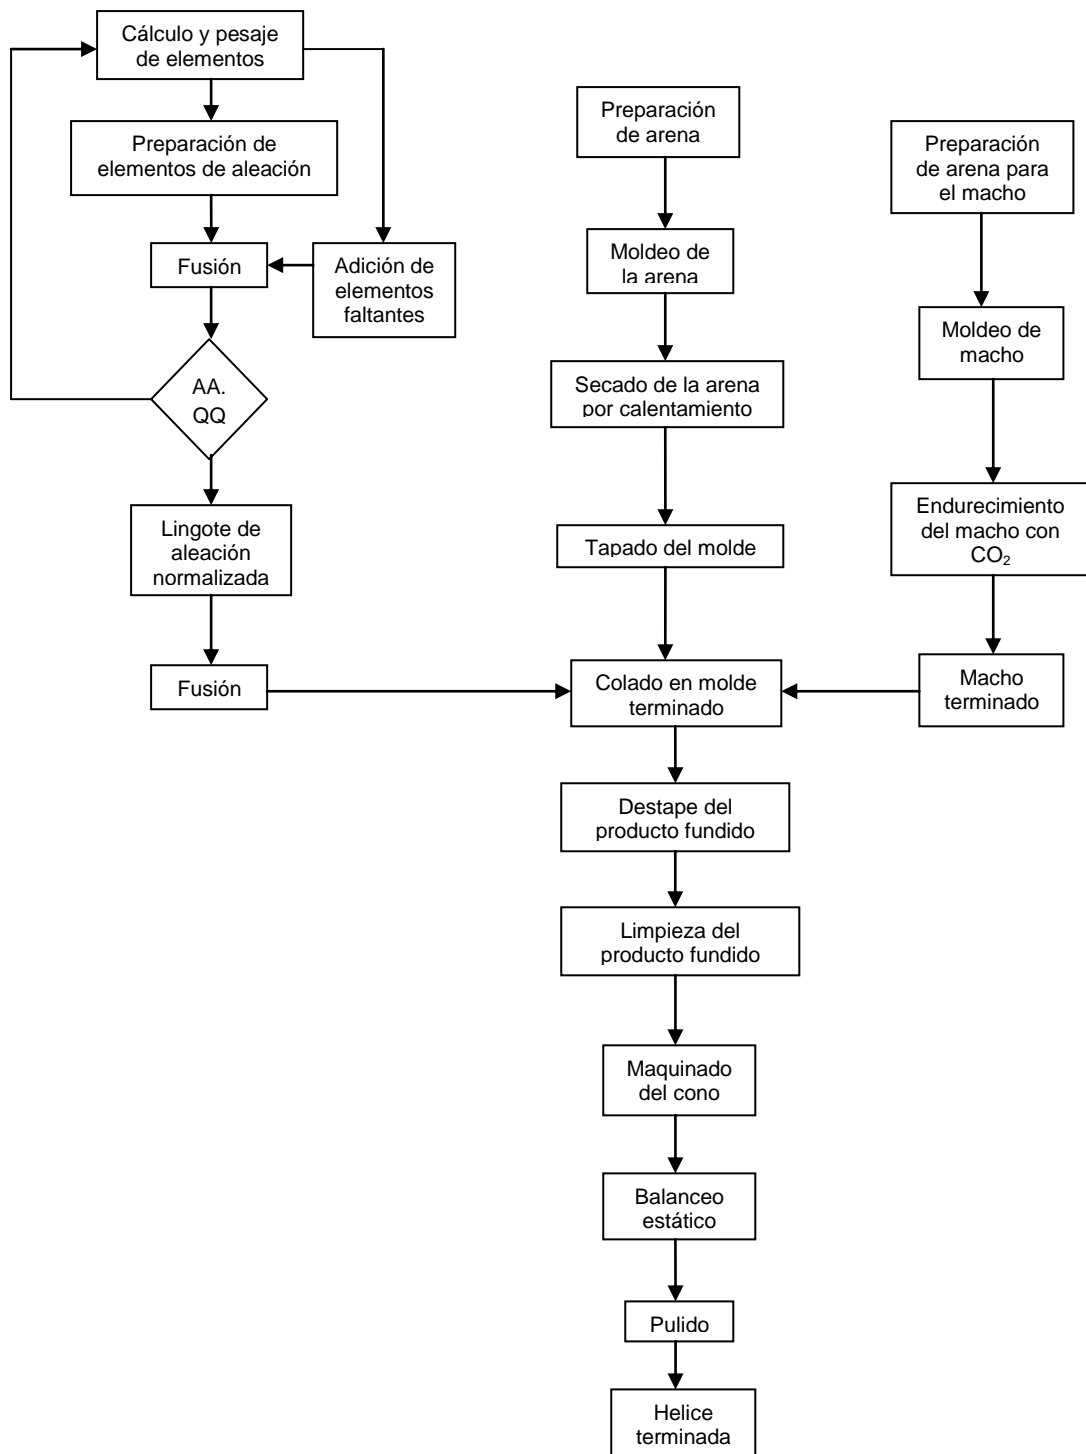 Cálculo y pesaje
de elementos
Preparación de
elementos de aleación
Fusión
Adición de
elementos
faltantes
AA.
QQ
Lingote de
aleación
normalizada
Fusión
Preparación
de arena
Moldeo de
la arena
Secado de la arena
por calentamiento
Tapado del molde
Preparación
de arena para
el macho
Moldeo de
macho
Endurecimiento
del macho con
CO₂
Macho
terminado
Colado en molde
terminado
Destape del
producto fundido
Limpieza del
producto fundido
Maquinado
del cono
Balanceo
estático
Pulido
Helice
terminada